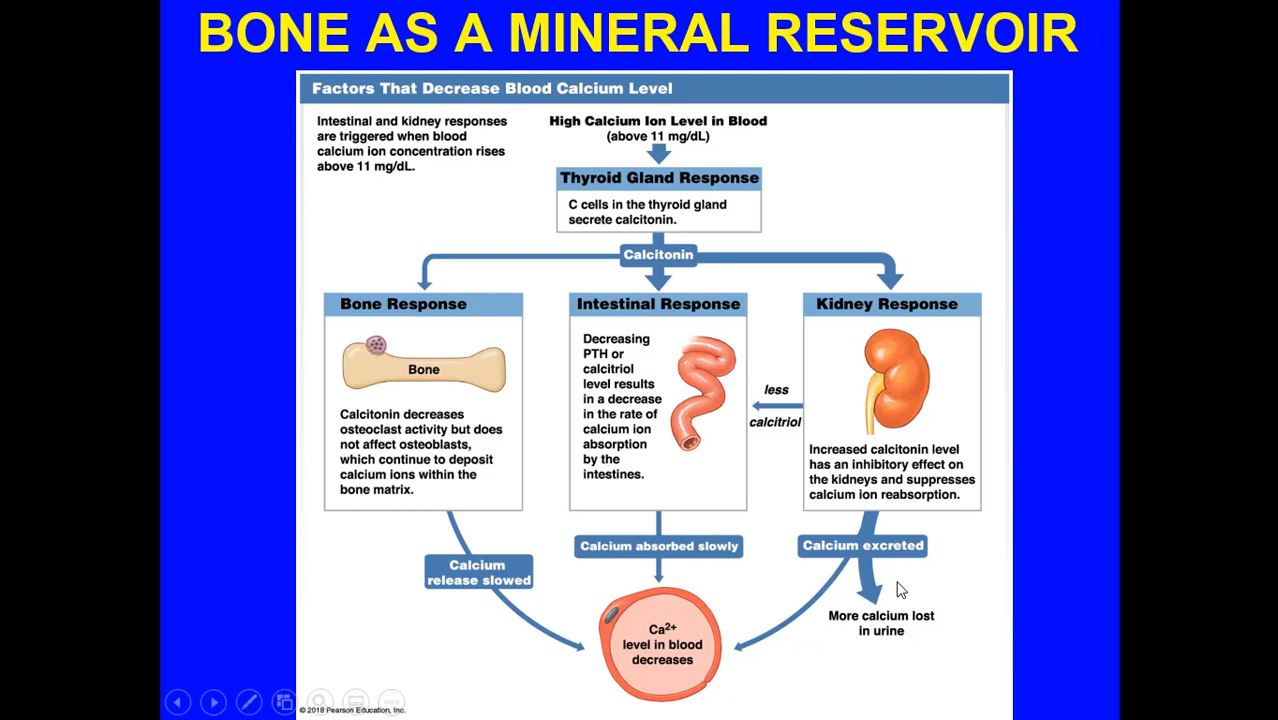 BONE AS A MINERAL RESERVOIR
Factors That Decrease Blood Calcium Level
Intestinal and kidney responses
are triggered when blood
calcium ion concentration rises
above 11 mg/dL.
High Calcium Ion Level in Blood
(above 11 mg/dL)
Thyroid Gland Response
C cells in the thyroid gland
secrete calcitonin.
Calcitonin
Bone Response
Bone
Calcitonin decreases
osteoclast activity but does
not affect osteoblasts,
which continue to deposit
calcium ions within the
bone matrix.
Intestinal Response
Decreasing
PTH or
calcitriol
level results
in a decrease
in the rate of
calcium ion
absorption
by the
intestines.
less
calcitriol
Kidney Response
Increased calcitonin level
has an inhibitory effect on
the kidneys and suppresses
calcium ion reabsorption.
Calcium
release slowed
Calcium absorbed slowly
Calcium excreted
More calcium lost
in urine
Ca²⁺
level in blood
decreases
© 2018 Pearson Education, Inc.